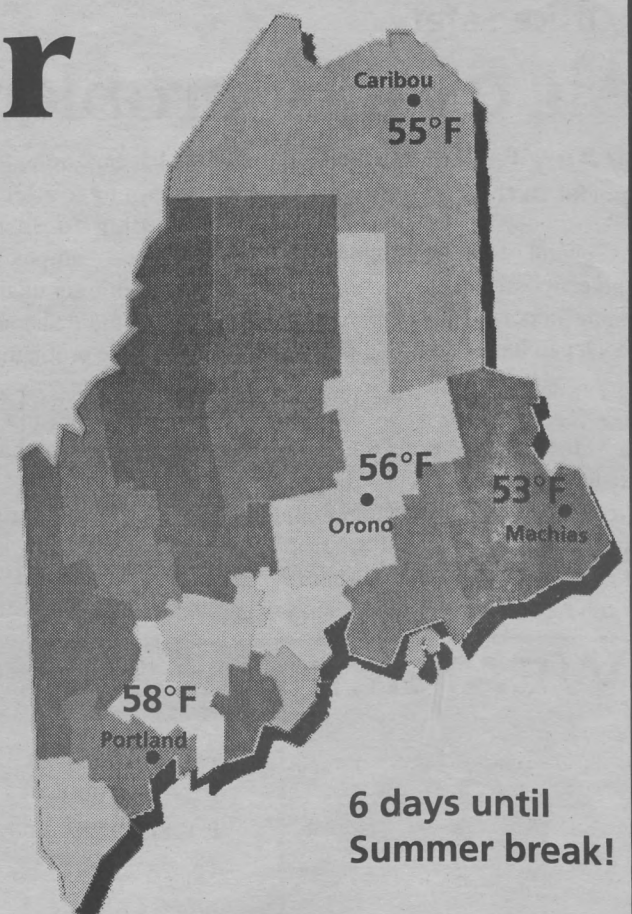 r
Caribou
55°F
56°F
Orono
53°F
Machias
58°F
Portland
6 days until
Summer break!